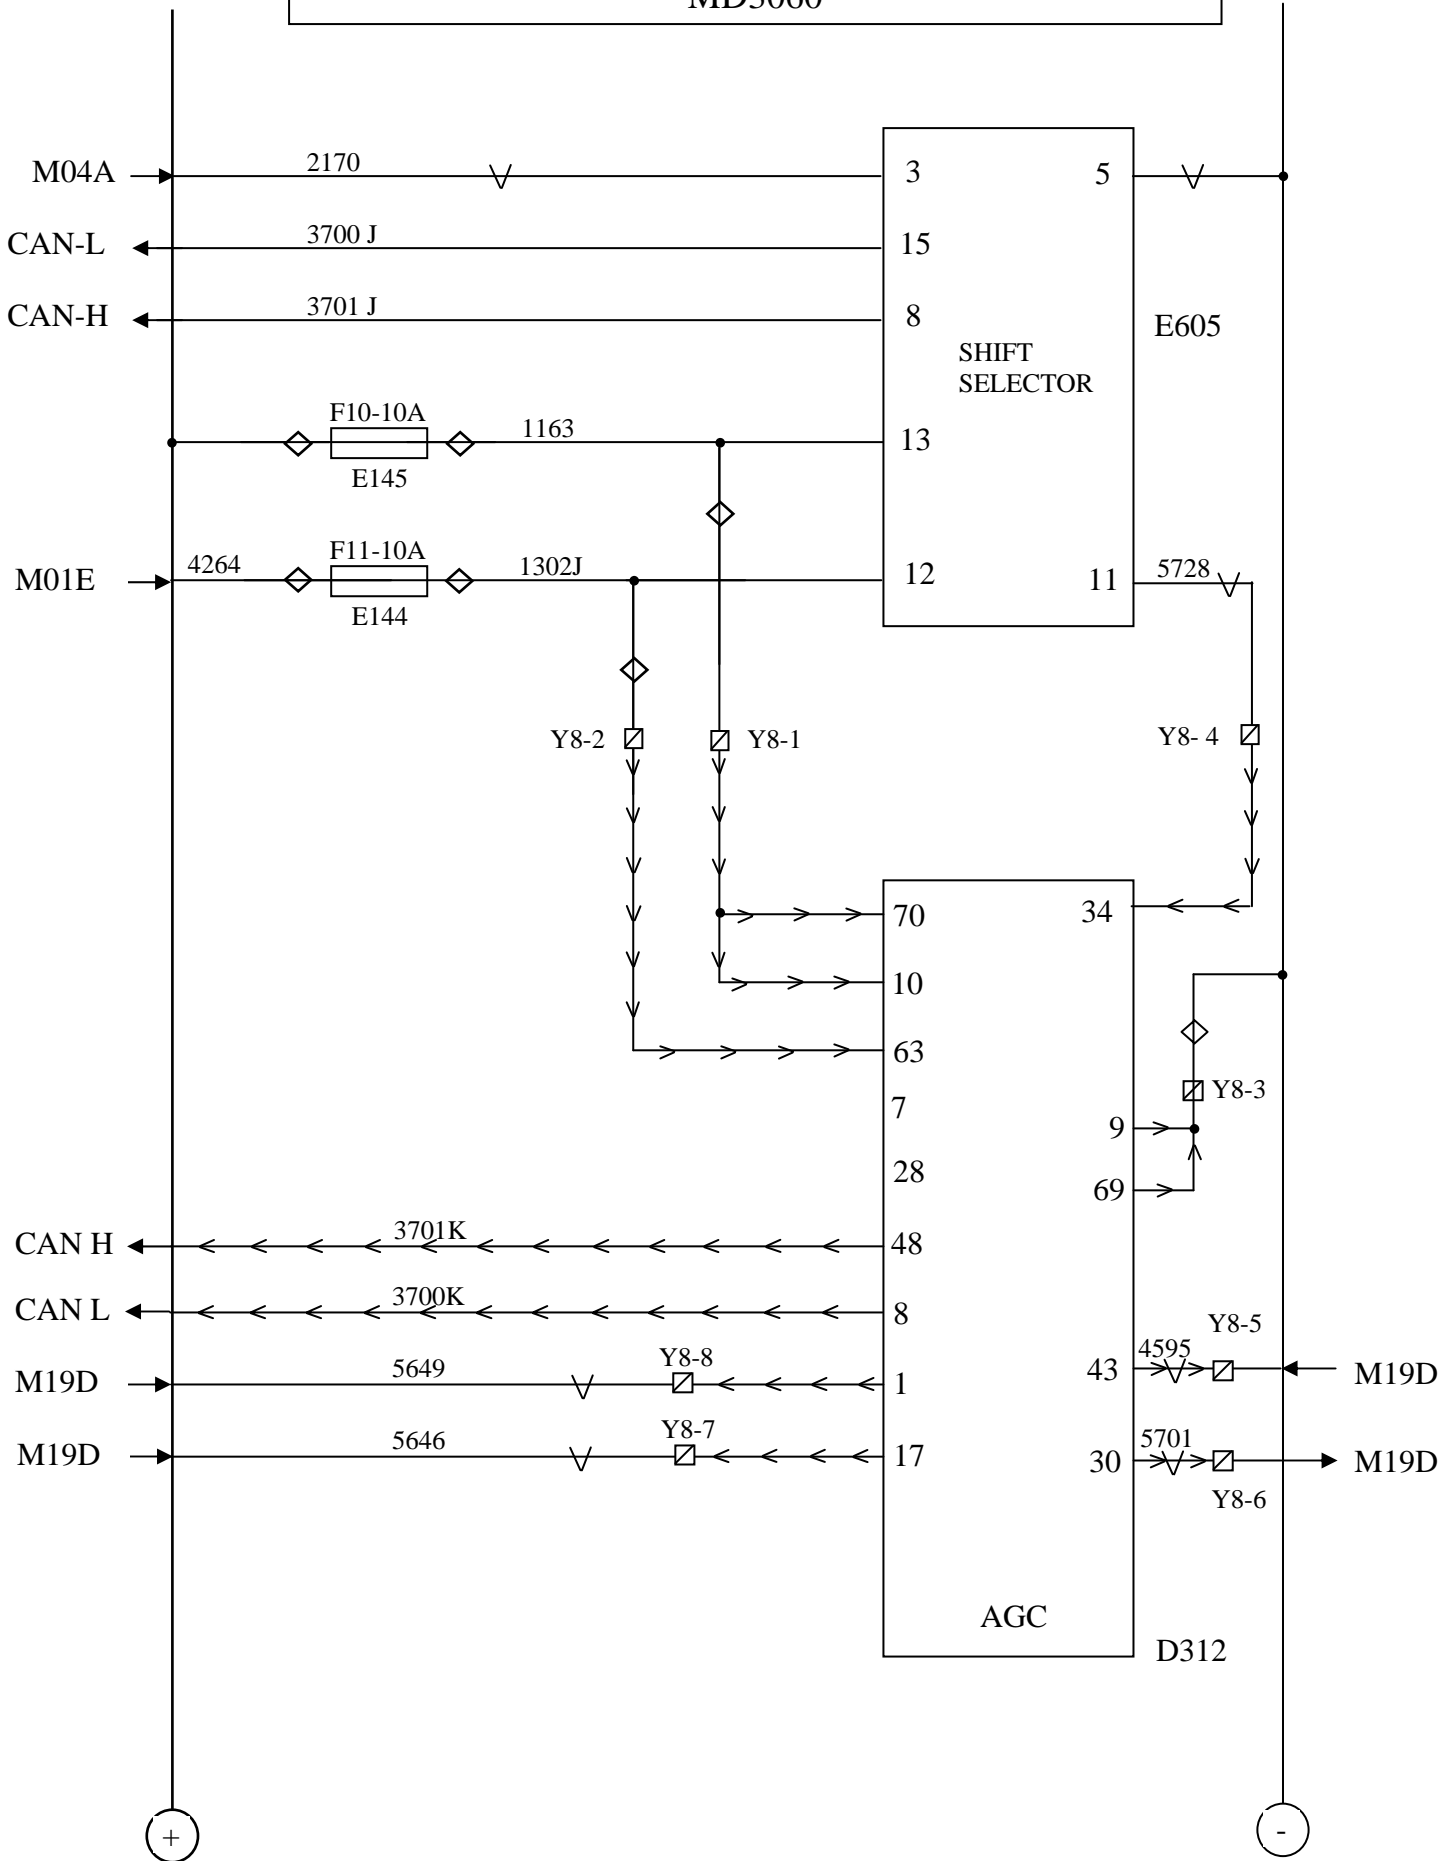 M04A 2170 3 5
CAN-L 3700 J 15
CAN-H 3701 J 8
E605
SHIFT
SELECTOR
F10-10A 1163 13
E145
M01E 4264 F11-10A 1302J 12 11 5728
E144
Y8-2 Y8-1 Y8- 4
70 34
10
63
7 Y8-3
9
28
69
CAN H 3701K 48
CAN L 3700K 8
Y8-5
M19D 5649 Y8-8 1 43 4595 M19D
M19D 5646 Y8-7 17 30 5701 M19D
Y8-6
AGC
D312
+ -